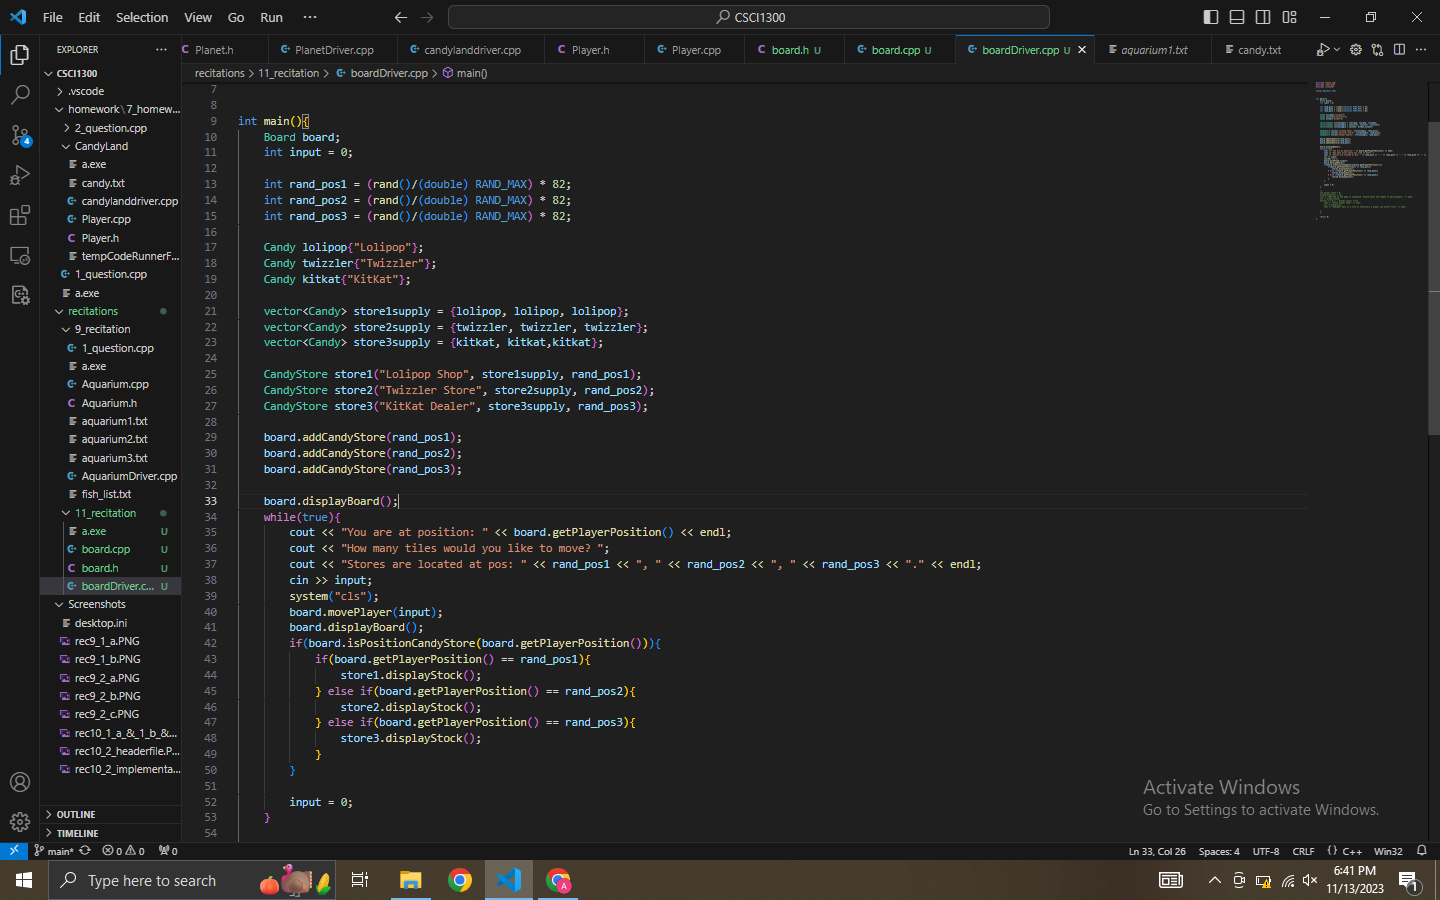 File Edit Selection View Go Run ··· CSCI1300
EXPLORER ···
Planet.h PlanetDriver.cpp candylanddriver.cpp Player.h Player.cpp board.h U board.cpp U boardDriver.cpp U aquarium1.txt candy.txt
recitations > 11_recitation > boardDriver.cpp > main()
CSCI1300
.vscode
homework\7_homew...
2_question.cpp
CandyLand
a.exe
candy.txt
candylanddriver.cpp
Player.cpp
Player.h
tempCodeRunnerF...
1_question.cpp
a.exe
recitations
9_recitation
1_question.cpp
a.exe
Aquarium.cpp
Aquarium.h
aquarium1.txt
aquarium2.txt
aquarium3.txt
AquariumDriver.cpp
fish_list.txt
11_recitation
a.exe U
board.cpp U
board.h U
boardDriver.c... U
Screenshots
desktop.ini
rec9_1_a.PNG
rec9_1_b.PNG
rec9_2_a.PNG
rec9_2_b.PNG
rec9_2_c.PNG
rec10_1_a_&_1_b_&...
rec10_2_headerfile.P...
rec10_2_implementa...
OUTLINE
TIMELINE
4
7
8
9 int main(){
10 Board board;
11 int input = 0;
12
13 int rand_pos1 = (rand()/(double) RAND_MAX) * 82;
14 int rand_pos2 = (rand()/(double) RAND_MAX) * 82;
15 int rand_pos3 = (rand()/(double) RAND_MAX) * 82;
16
17 Candy lolipop{"Lolipop"};
18 Candy twizzler{"Twizzler"};
19 Candy kitkat{"KitKat"};
20
21 vector<Candy> store1supply = {lolipop, lolipop, lolipop};
22 vector<Candy> store2supply = {twizzler, twizzler, twizzler};
23 vector<Candy> store3supply = {kitkat, kitkat,kitkat};
24
25 CandyStore store1("Lolipop Shop", store1supply, rand_pos1);
26 CandyStore store2("Twizzler Store", store2supply, rand_pos2);
27 CandyStore store3("KitKat Dealer", store3supply, rand_pos3);
28
29 board.addCandyStore(rand_pos1);
30 board.addCandyStore(rand_pos2);
31 board.addCandyStore(rand_pos3);
32
33 board.displayBoard();
34 while(true){
35 cout << "You are at position: " << board.getPlayerPosition() << endl;
36 cout << "How many tiles would you like to move? ";
37 cout << "Stores are located at pos: " << rand_pos1 << ", " << rand_pos2 << ", " << rand_pos3 << "." << endl;
38 cin >> input;
39 system("cls");
40 board.movePlayer(input);
41 board.displayBoard();
42 if(board.isPositionCandyStore(board.getPlayerPosition())){
43 if(board.getPlayerPosition() == rand_pos1){
44 store1.displayStock();
45 } else if(board.getPlayerPosition() == rand_pos2){
46 store2.displayStock();
47 } else if(board.getPlayerPosition() == rand_pos3){
48 store3.displayStock();
49 }
50 }
51
52 input = 0;
53 }
54
Activate Windows
Go to Settings to activate Windows.
main* 0 0 0 Ln 33, Col 26 Spaces: 4 UTF-8 CRLF {} C++ Win32
Type here to search
A
6:41 PM
11/13/2023
1